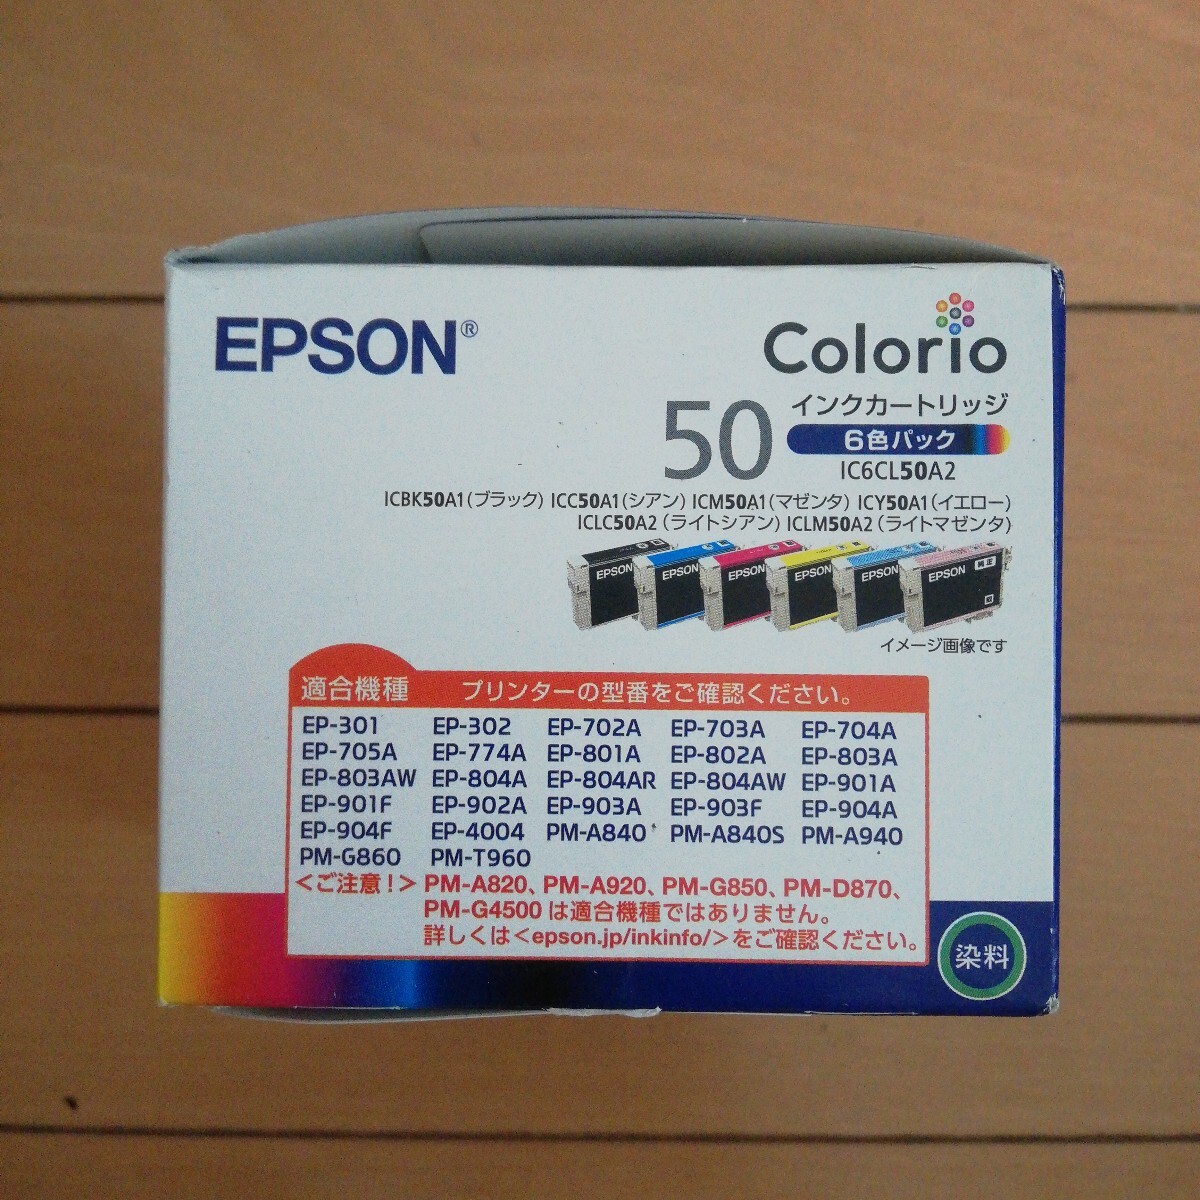 EPSON®
Colorio
50
インクカートリッジ
6色パック
IC6CL50A2
ICBK50A1(ブラック) ICC50A1(シアン) ICM50A1(マゼンタ) ICY50A1(イエロー)
ICLC50A2(ライトシアン) ICLM50A2(ライトマゼンタ)
EPSON EPSON EPSON EPSON EPSON EPSON 純正
イメージ画像です
適合機種 プリンターの型番をご確認ください。
EP-301 EP-302 EP-702A EP-703A EP-704A
EP-705A EP-774A EP-801A EP-802A EP-803A
EP-803AW EP-804A EP-804AR EP-804AW EP-901A
EP-901F EP-902A EP-903A EP-903F EP-904A
EP-904F EP-4004 PM-A840 PM-A840S PM-A940
PM-G860 PM-T960
<ご注意!> PM-A820、PM-A920、PM-G850、PM-D870、
PM-G4500は適合機種ではありません。
詳しくは<epson.jp/inkinfo/>をご確認ください。
染料